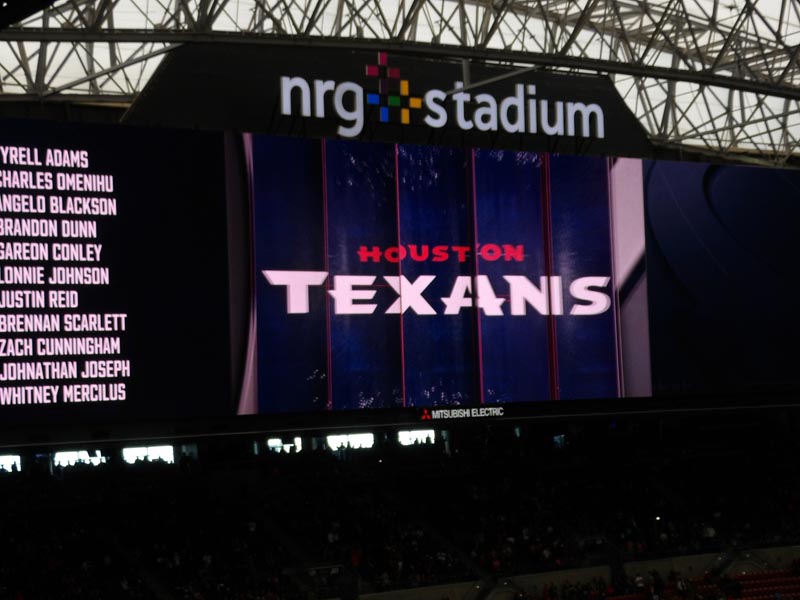 nrg stadium
YRELL ADAMS
CHARLES OMENIHU
ANGELO BLACKSON
BRANDON DUNN
GAREON CONLEY
LONNIE JOHNSON
JUSTIN REID
BRENNAN SCARLETT
ZACH CUNNINGHAM
JOHNATHAN JOSEPH
WHITNEY MERCILUS
HOUSTON
TEXANS
MITSUBISHI ELECTRIC